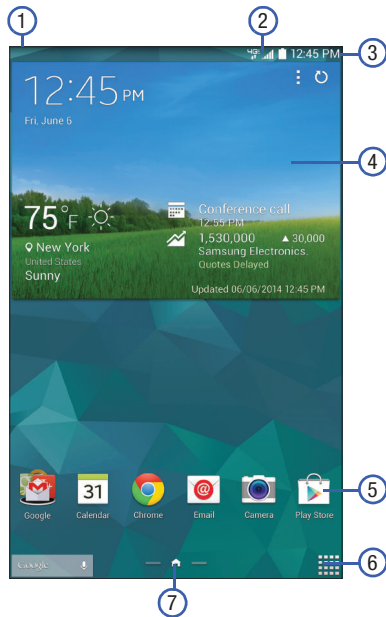 1
2
4G
12:45 PM
3
12:45 PM
Fri, June 6
4
75°F
Conference call
12:55 PM
New York
United States
Sunny
1,530,000 ▲ 30,000
Samsung Electronics.
Quotes Delayed
Updated 06/06/2014 12:45 PM
31
@
5
Google
Calendar
Chrome
Email
Camera
Play Store
Google
6
7